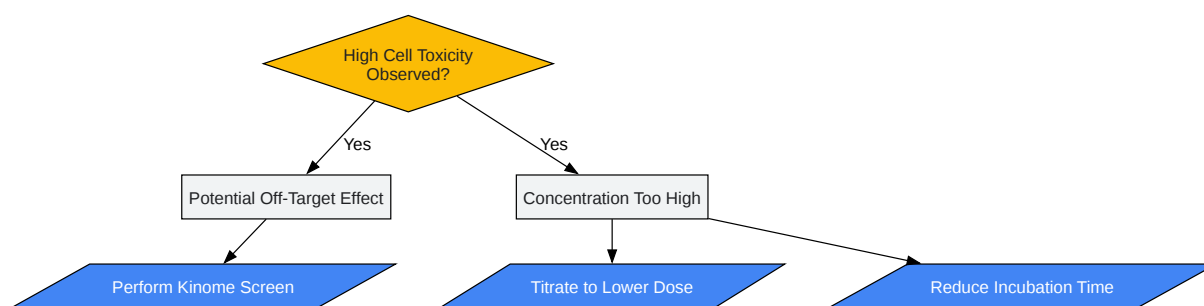 High Cell Toxicity
Observed?
Yes
Yes
Potential Off-Target Effect
Concentration Too High
Perform Kinome Screen
Titrate to Lower Dose
Reduce Incubation Time